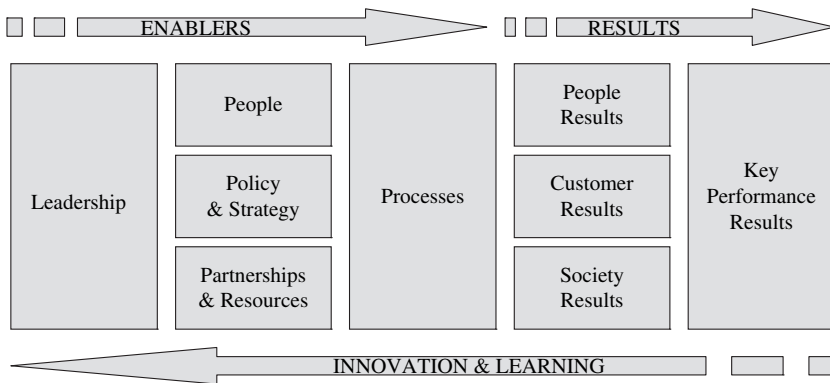 ENABLERS
RESULTS
Leadership
People
Policy
& Strategy
Partnerships
& Resources
Processes
People
Results
Customer
Results
Society
Results
Key
Performance
Results
INNOVATION & LEARNING